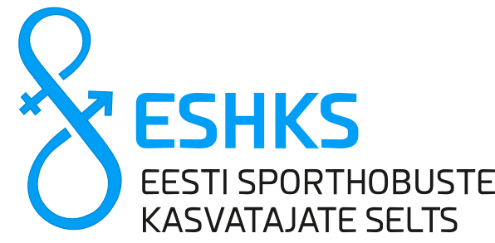 ESHKS
EESTI SPORTHOBUSTE
KASVATAJATE SELTS